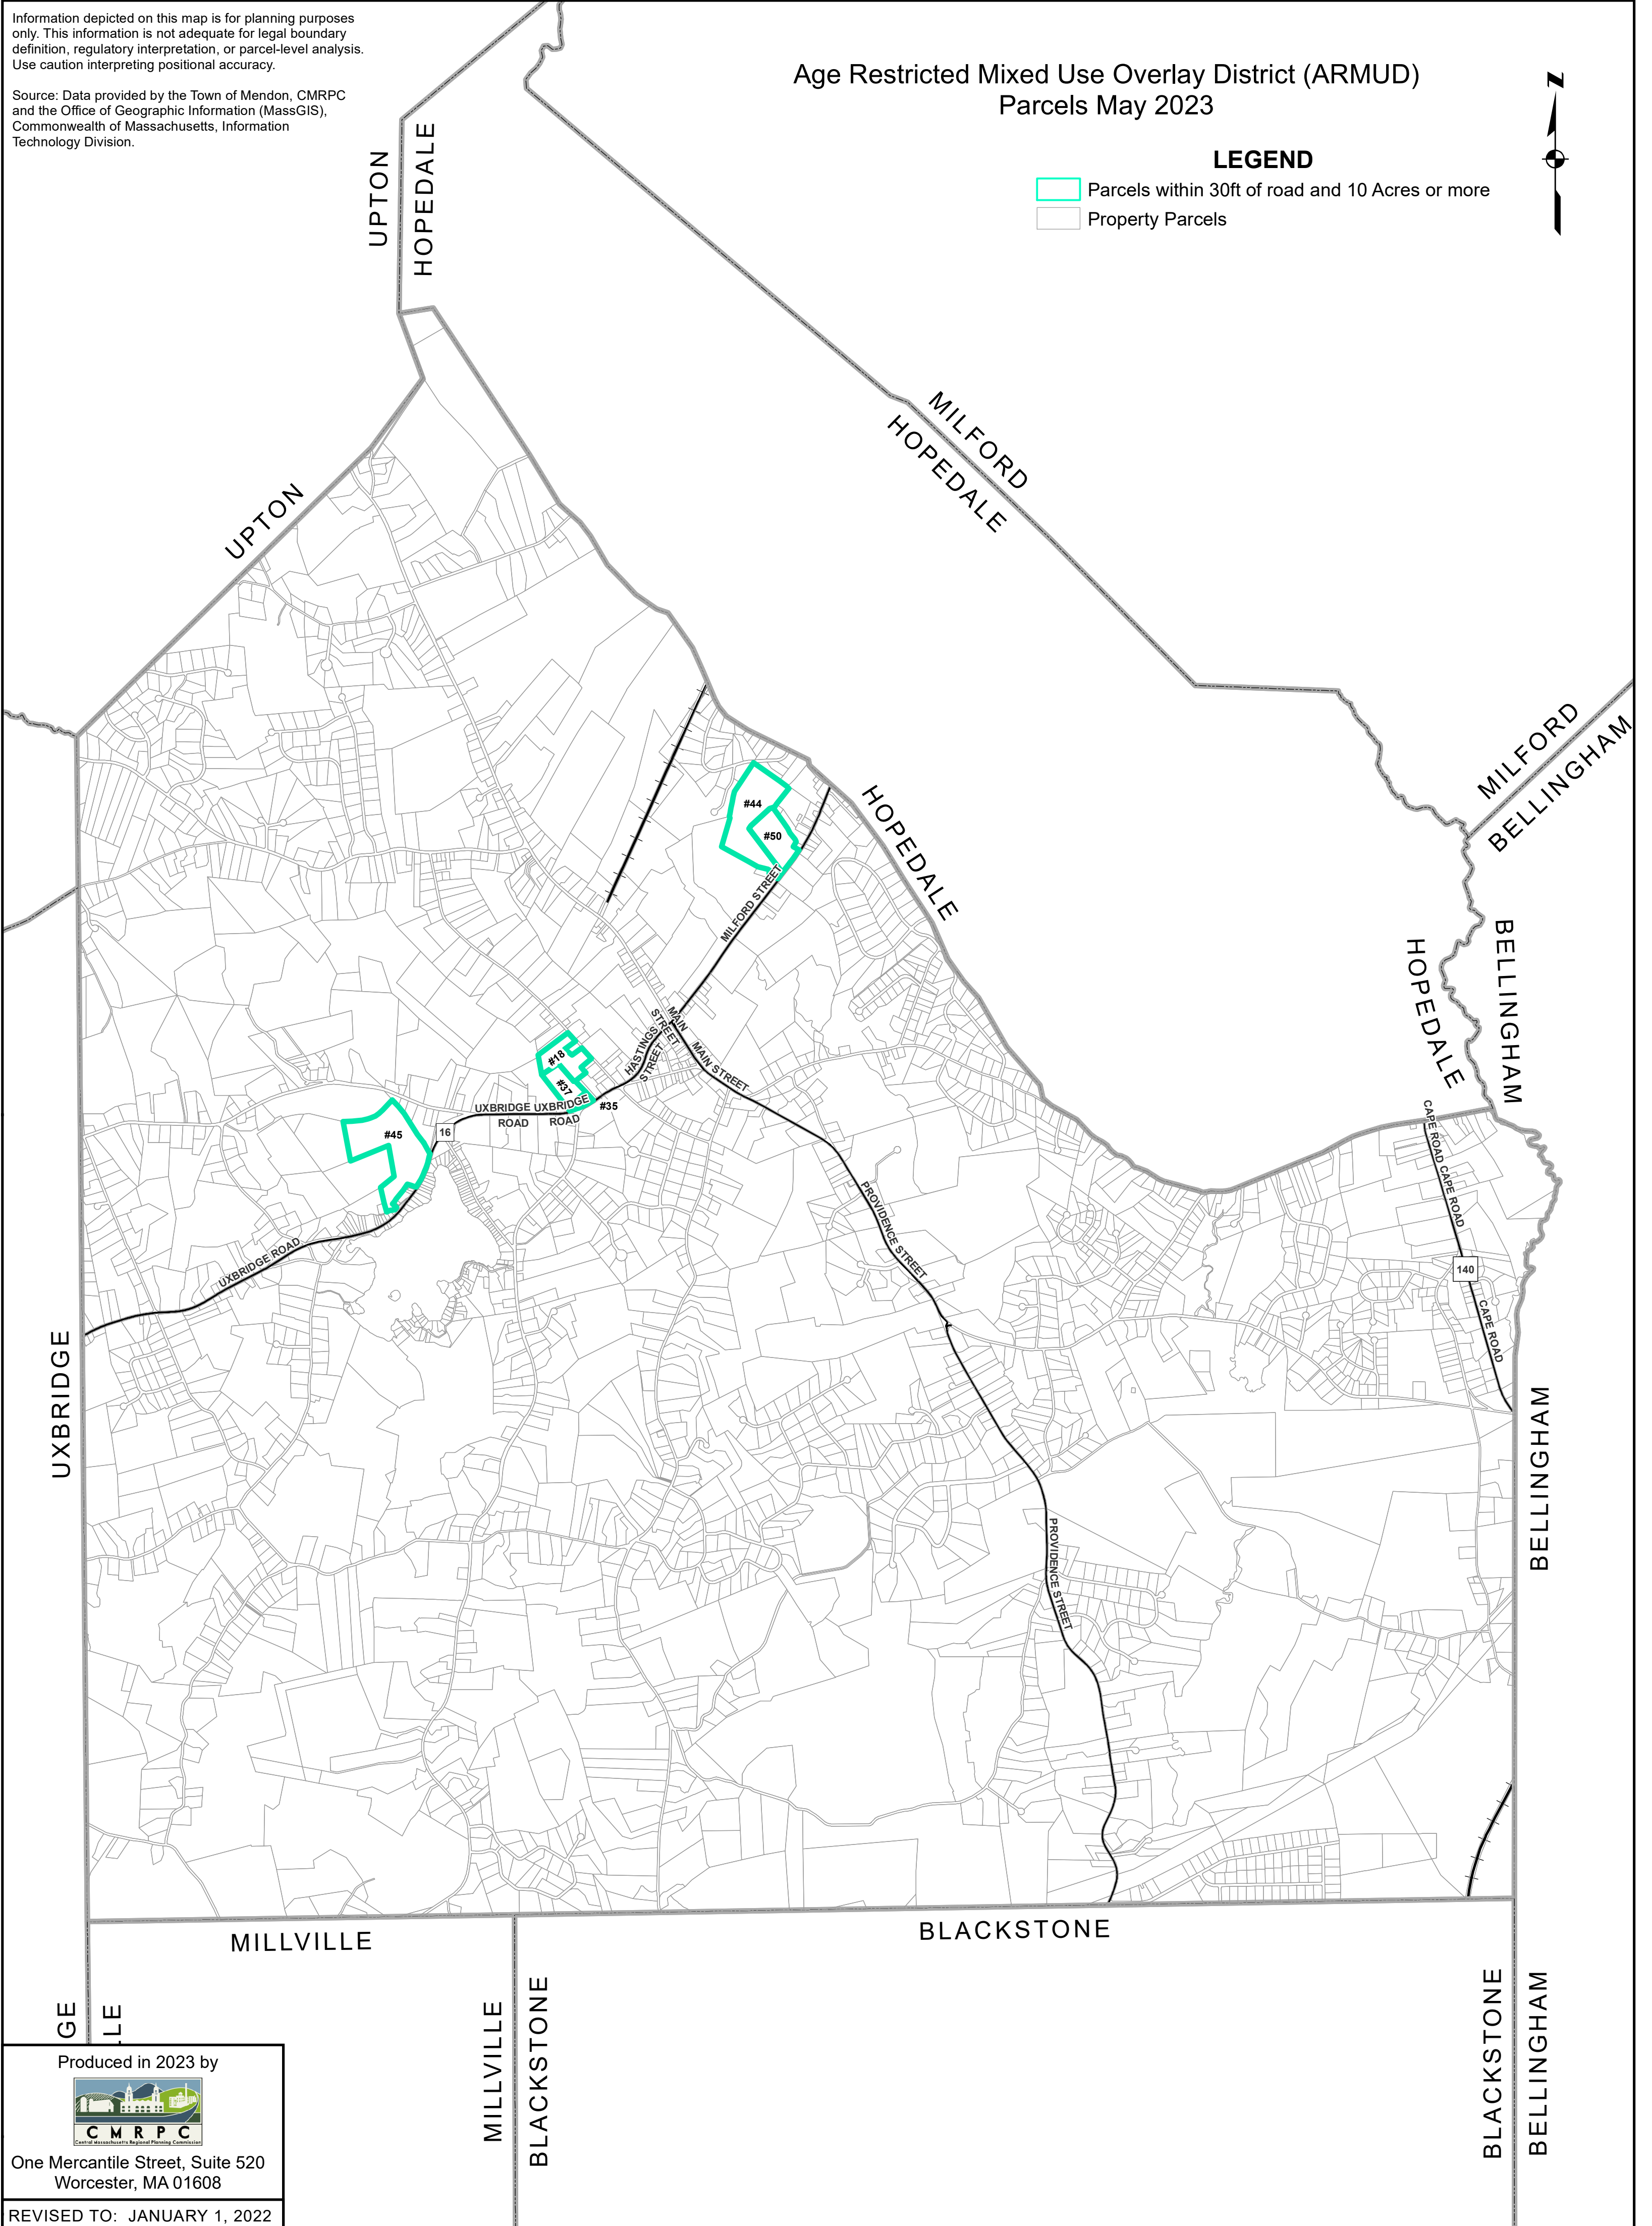 Information depicted on this map is for planning purposes
only. This information is not adequate for legal boundary
definition, regulatory interpretation, or parcel-level analysis.
Use caution interpreting positional accuracy.
Source: Data provided by the Town of Mendon, CMRPC
and the Office of Geographic Information (MassGIS),
Commonwealth of Massachusetts, Information
Technology Division.
Age Restricted Mixed Use Overlay District (ARMUD)
Parcels May 2023
Z
LEGEND
Parcels within 30ft of road and 10 Acres or more
Property Parcels
UPTON
HOPEDALE
MILFORD
HOPEDALE
UPTON
MILFORD
BELLINGHAM
HOPEDALE
#44
#50
MILFORD STREET
HOPEDALE
BELLINGHAM
MAIN
STREET
HASTINGS
STREET
MAIN STREET
#18
#37
#35
UXBRIDGE
ROAD
UXBRIDGE
ROAD
16
#45
UXBRIDGE ROAD
CAPE ROAD
CAPE ROAD
140
CAPE ROAD
PROVIDENCE STREET
UXBRIDGE
BELLINGHAM
PROVIDENCE STREET
MILLVILLE
BLACKSTONE
GE
LE
MILLVILLE
BLACKSTONE
BLACKSTONE
BELLINGHAM
Produced in 2023 by
CMRPC
Central Massachusetts Regional Planning Commission
One Mercantile Street, Suite 520
Worcester, MA 01608
REVISED TO: JANUARY 1, 2022